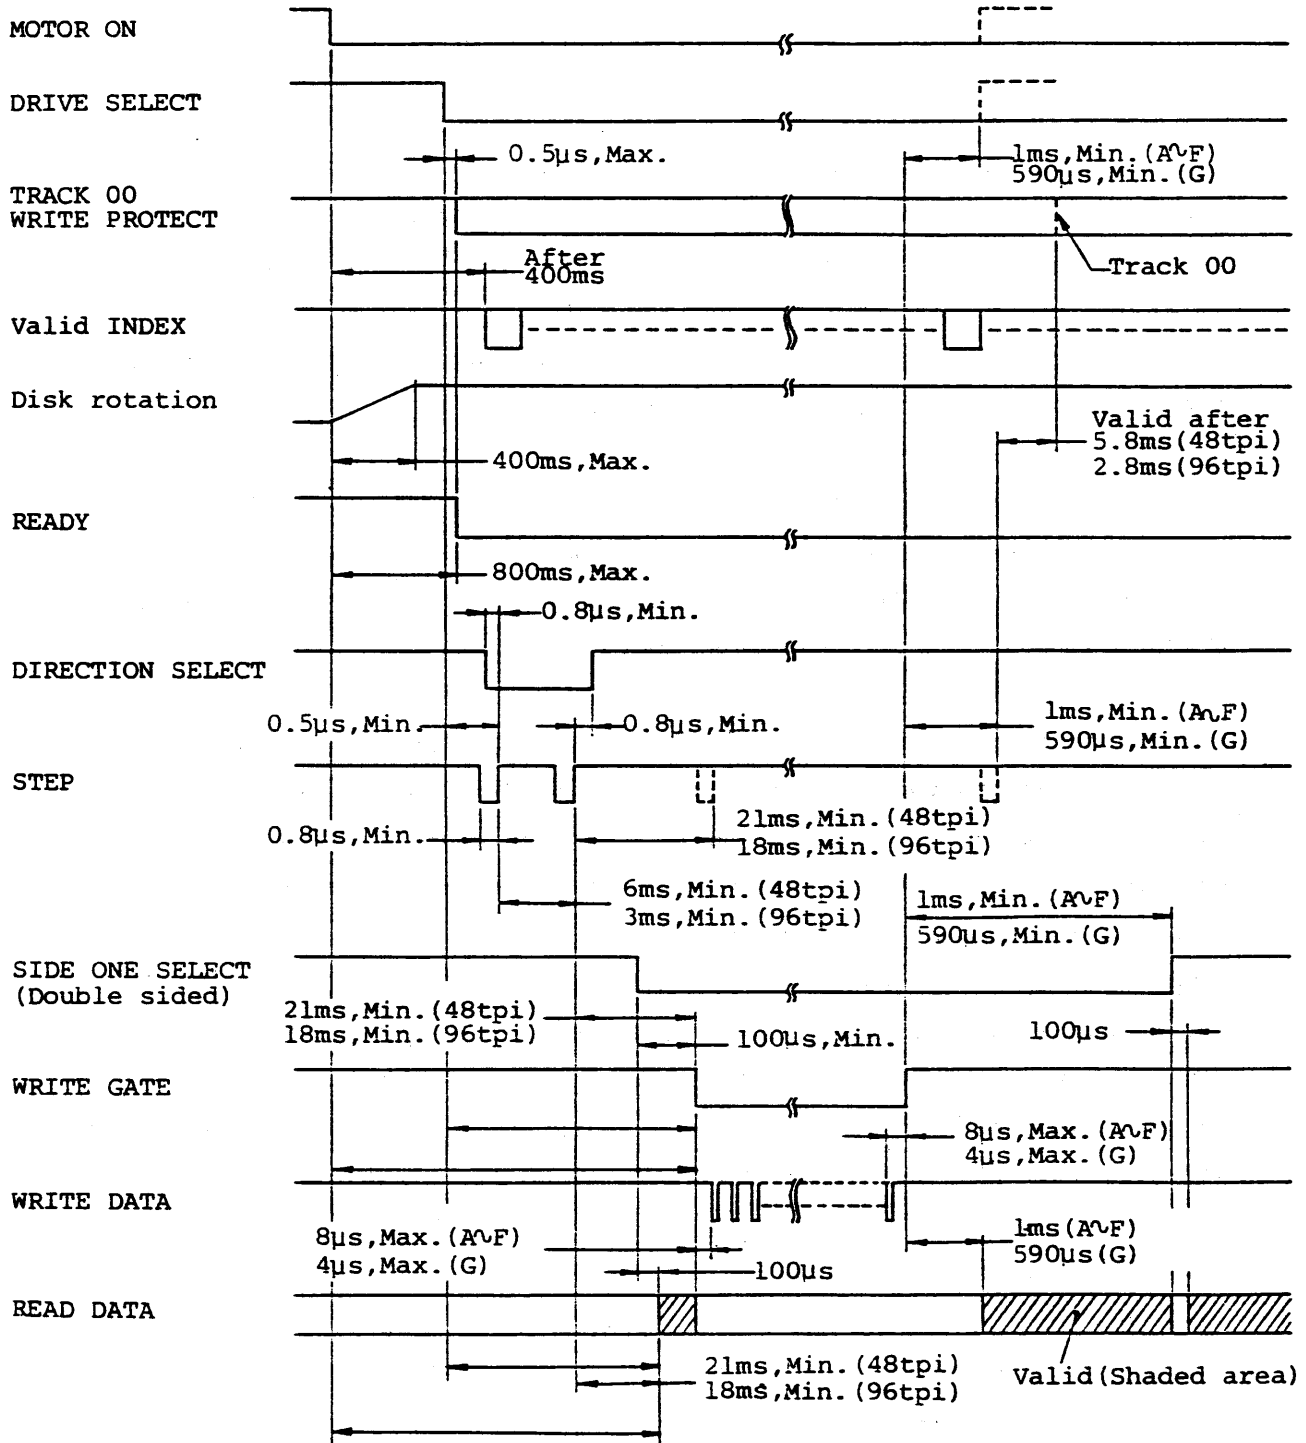 MOTOR ON
DRIVE SELECT
0.5µs,Max.
1ms,Min.(A∿F)
590µs,Min.(G)
TRACK 00
WRITE PROTECT
After
400ms
Track 00
Valid INDEX
Disk rotation
Valid after
5.8ms(48tpi)
2.8ms(96tpi)
400ms,Max.
READY
800ms,Max.
0.8µs,Min.
DIRECTION SELECT
0.5µs,Min.
0.8µs,Min.
1ms,Min.(A∿F)
590µs,Min.(G)
STEP
0.8µs,Min.
21ms,Min.(48tpi)
18ms,Min.(96tpi)
6ms,Min.(48tpi)
3ms,Min.(96tpi)
1ms,Min.(A∿F)
590µs,Min.(G)
SIDE ONE SELECT
(Double sided)
21ms,Min.(48tpi)
18ms,Min.(96tpi)
100µs,Min.
100µs
WRITE GATE
8µs,Max.(A∿F)
4µs,Max.(G)
WRITE DATA
8µs,Max.(A∿F)
4µs,Max.(G)
100µs
1ms(A∿F)
590µs(G)
READ DATA
21ms,Min.(48tpi)
18ms,Min.(96tpi)
Valid(Shaded area)